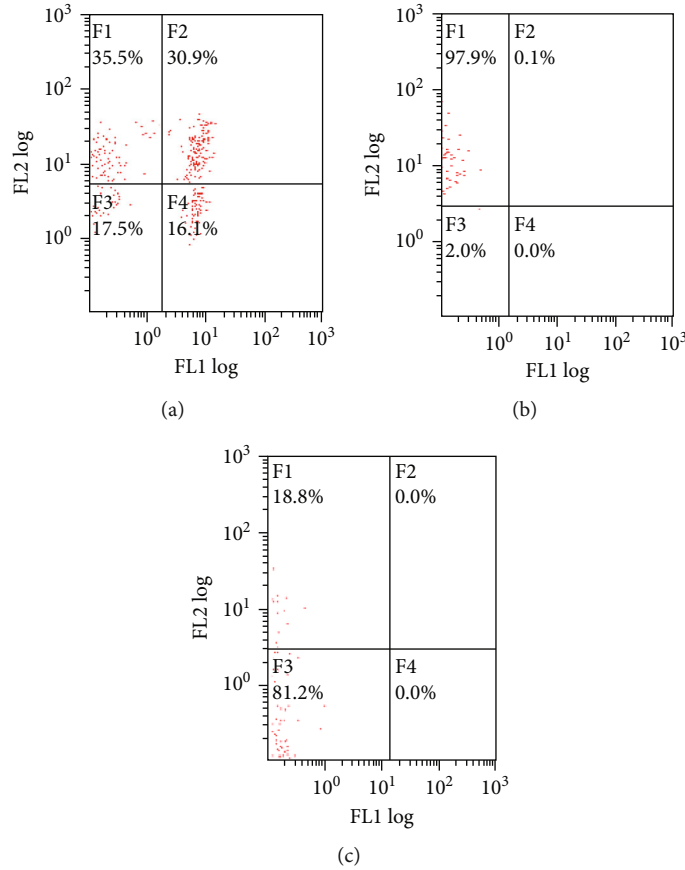 F1 F2
35.5% 30.9%
F3 F4
17.5% 16.1%
10³
10²
10¹
10⁰
FL2 log
10⁰ 10¹ 10² 10³
FL1 log
(a)
F1 F2
97.9% 0.1%
F3 F4
2.0% 0.0%
10³
10²
10¹
10⁰
FL2 log
10⁰ 10¹ 10² 10³
FL1 log
(b)
F1 F2
18.8% 0.0%
F3 F4
81.2% 0.0%
10³
10²
10¹
10⁰
FL2 log
10⁰ 10¹ 10² 10³
FL1 log
(c)